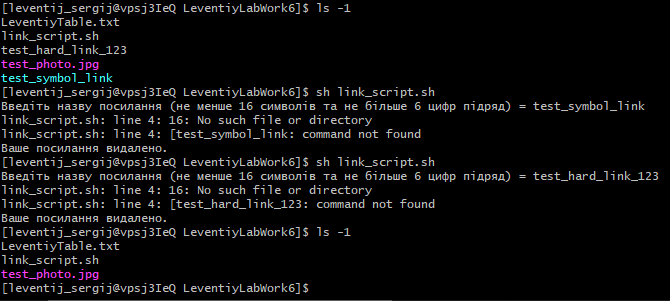 [leventij_sergij@vpsj3IeQ LeventiyLabWork6]$ ls -1
LeventiyTable.txt
link_script.sh
test_hard_link_123
test_photo.jpg
test_symbol_link
[leventij_sergij@vpsj3IeQ LeventiyLabWork6]$ sh link_script.sh
Введіть назву посилання (не менше 16 символів та не більше 6 цифр підряд) = test_symbol_link
link_script.sh: line 4: 16: No such file or directory
link_script.sh: line 4: [test_symbol_link: command not found
Ваше посилання видалено.
[leventij_sergij@vpsj3IeQ LeventiyLabWork6]$ sh link_script.sh
Введіть назву посилання (не менше 16 символів та не більше 6 цифр підряд) = test_hard_link_123
link_script.sh: line 4: 16: No such file or directory
link_script.sh: line 4: [test_hard_link_123: command not found
Ваше посилання видалено.
[leventij_sergij@vpsj3IeQ LeventiyLabWork6]$ ls -1
LeventiyTable.txt
link_script.sh
test_photo.jpg
[leventij_sergij@vpsj3IeQ LeventiyLabWork6]$